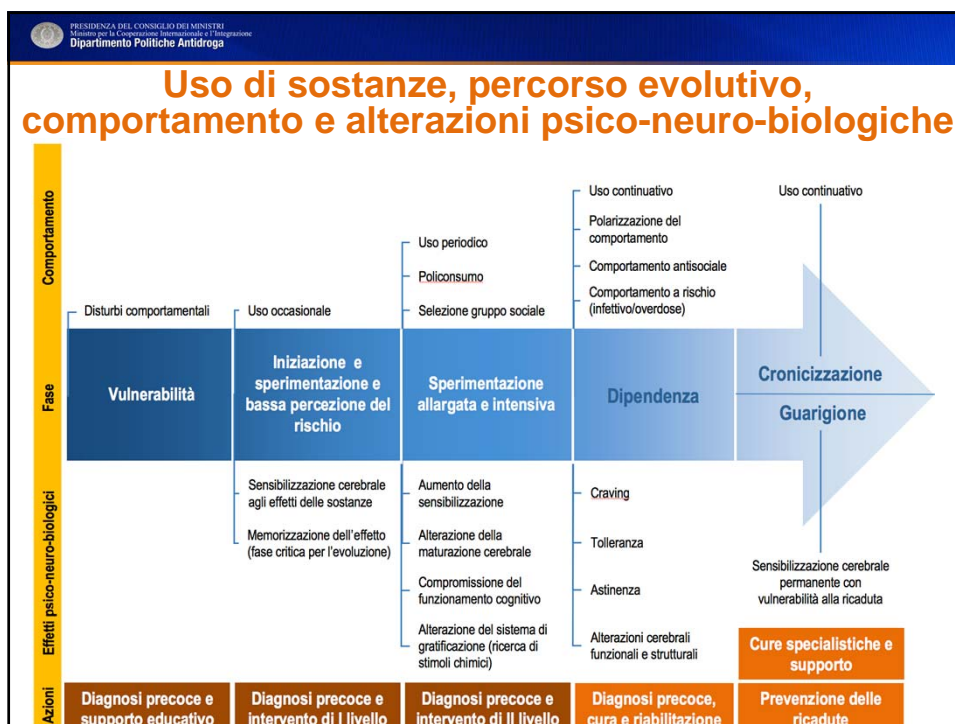 PRESIDENZA DEL CONSIGLIO DEI MINISTRI
Ministro per la Cooperazione Internazionale e l'Integrazione
Dipartimento Politiche Antidroga
Uso di sostanze, percorso evolutivo,
comportamento e alterazioni psico-neuro-biologiche
Comportamento
Disturbi comportamentali
Uso occasionale
Uso periodico
Policonsumo
Selezione gruppo sociale
Uso continuativo
Polarizzazione del
comportamento
Comportamento antisociale
Comportamento a rischio
(infettivo/overdose)
Uso continuativo
Fase
Vulnerabilità
Iniziazione e
sperimentazione e
bassa percezione del
rischio
Sperimentazione
allargata e intensiva
Dipendenza
Cronicizzazione
Guarigione
Effetti psico-neuro-biologici
Sensibilizzazione cerebrale
agli effetti delle sostanze
Memorizzazione dell'effetto
(fase critica per l'evoluzione)
Aumento della
sensibilizzazione
Alterazione della
maturazione cerebrale
Compromissione del
funzionamento cognitivo
Alterazione del sistema di
gratificazione (ricerca di
stimoli chimici)
Craving
Tolleranza
Astinenza
Alterazioni cerebrali
funzionali e strutturali
Sensibilizzazione cerebrale
permanente con
vulnerabilità alla ricaduta
Cure specialistiche e
supporto
Azioni
Diagnosi precoce e
supporto educativo
Diagnosi precoce e
intervento di I livello
Diagnosi precoce e
intervento di II livello
Diagnosi precoce,
cura e riabilitazione
Prevenzione delle
ricadute